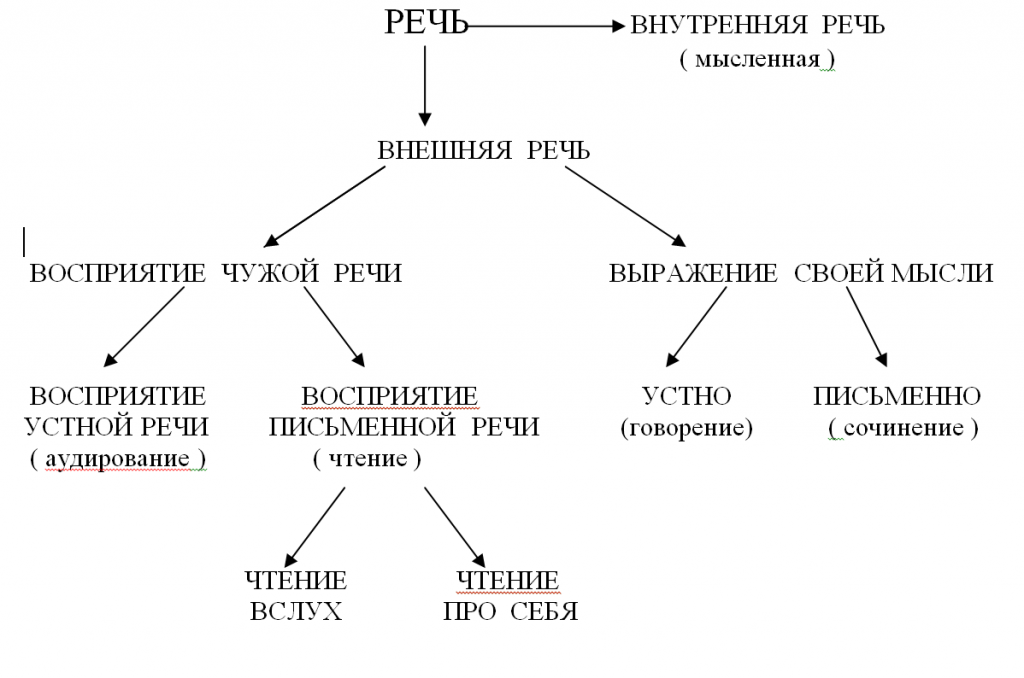 РЕЧЬ
ВНУТРЕННЯЯ РЕЧЬ
( мысленная )
ВНЕШНЯЯ РЕЧЬ
ВОСПРИЯТИЕ ЧУЖОЙ РЕЧИ
ВЫРАЖЕНИЕ СВОЕЙ МЫСЛИ
ВОСПРИЯТИЕ
УСТНОЙ РЕЧИ
( аудирование )
ВОСПРИЯТИЕ
ПИСЬМЕННОЙ РЕЧИ
( чтение )
УСТНО
(говорение)
ПИСЬМЕННО
( сочинение )
ЧТЕНИЕ
ВСЛУХ
ЧТЕНИЕ
ПРО СЕБЯ